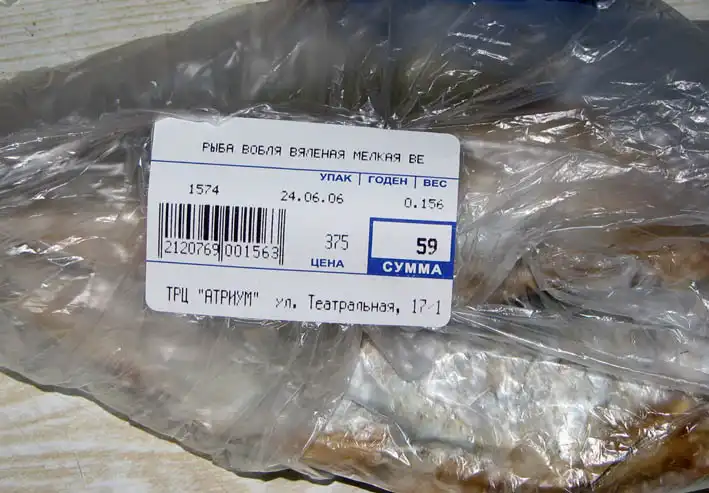 РЫБА ВОБЛЯ ВЯЛЕНАЯ МЕЛКАЯ ВЕ
УПАК ГОДЕН ВЕС
1574 24.06.06 0.156
2120769 001563 375 59
ЦЕНА СУММА
ТРЦ "АТРИУМ" ул. Театральная, 17/1